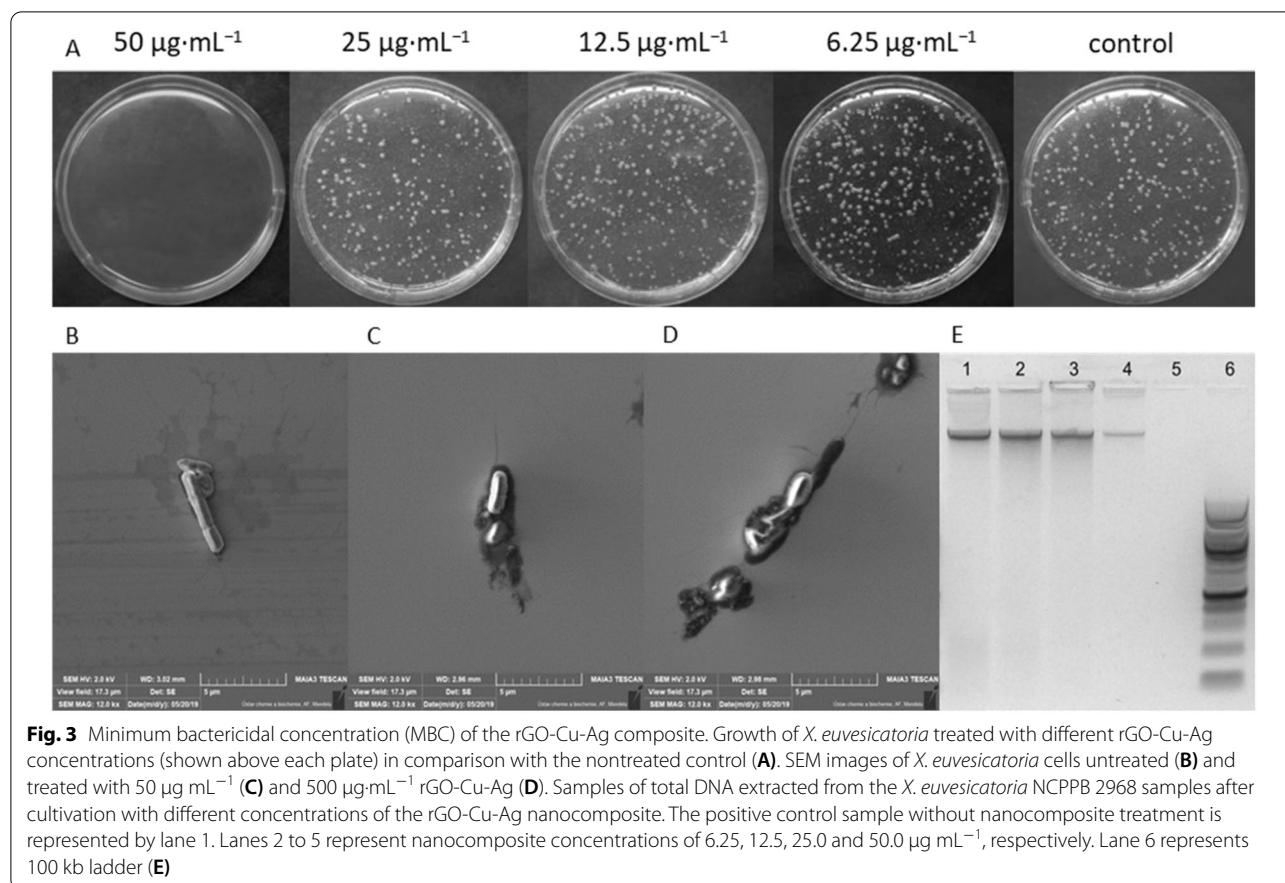 A 50 µg·mL⁻¹ 25 µg·mL⁻¹ 12.5 µg·mL⁻¹ 6.25 µg·mL⁻¹ control
B C D E
1 2 3 4 5 6
SEM HV: 2.0 kV WD: 3.02 mm MAIA3 TESCAN
View field: 17.3 µm Det: SE 5 µm
SEM MAG: 12.0 kx Date(m/d/y): 05/20/19
SEM HV: 2.0 kV WD: 2.96 mm MAIA3 TESCAN
View field: 17.3 µm Det: SE 5 µm
SEM MAG: 12.0 kx Date(m/d/y): 05/20/19
SEM HV: 2.0 kV WD: 2.98 mm MAIA3 TESCAN
View field: 17.3 µm Det: SE 5 µm
SEM MAG: 12.0 kx Date(m/d/y): 05/20/19
Fig. 3 Minimum bactericidal concentration (MBC) of the rGO-Cu-Ag composite. Growth of X. euvesicatoria treated with different rGO-Cu-Ag
concentrations (shown above each plate) in comparison with the nontreated control (A). SEM images of X. euvesicatoria cells untreated (B) and
treated with 50 µg mL⁻¹ (C) and 500 µg·mL⁻¹ rGO-Cu-Ag (D). Samples of total DNA extracted from the X. euvesicatoria NCPPB 2968 samples after
cultivation with different concentrations of the rGO-Cu-Ag nanocomposite. The positive control sample without nanocomposite treatment is
represented by lane 1. Lanes 2 to 5 represent nanocomposite concentrations of 6.25, 12.5, 25.0 and 50.0 µg mL⁻¹, respectively. Lane 6 represents
100 kb ladder (E)